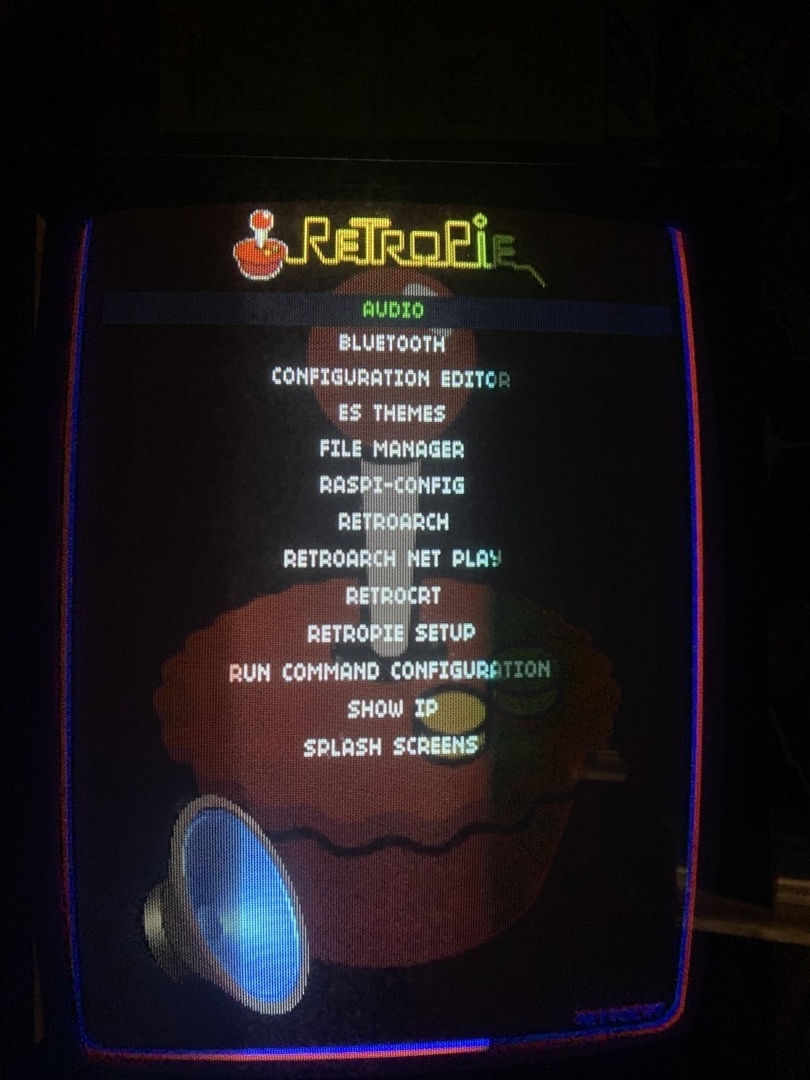 RETROPiE
AUDIO
BLUETOOTH
CONFIGURATION EDITOR
ES THEMES
FILE MANAGER
RASPI-CONFIG
RETROARCH
RETROARCH NET PLAY
RETROCRT
RETROPIE SETUP
RUN COMMAND CONFIGURATION
SHOW IP
SPLASH SCREENS